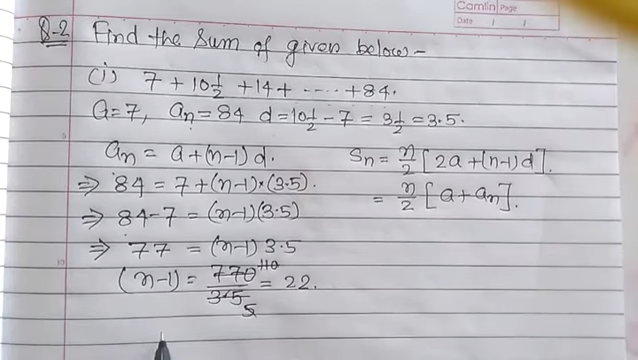 Camlin Page
Date / /
Q-2 Find the Sum of given below-
(i) 7 + 10½ + 14 + ..... + 84.
a=7, an = 84 d = 10½ - 7 = 3½ = 3.5.
an = a+(n-1)d. Sn = n/2 [2a+(n-1)d].
⇒ 84 = 7+(n-1)×(3.5). = n/2 [a+an].
⇒ 84-7 = (n-1)(3.5)
⇒ 77 = (n-1) 3.5
(n-1) = 770/35 110/5 = 22.